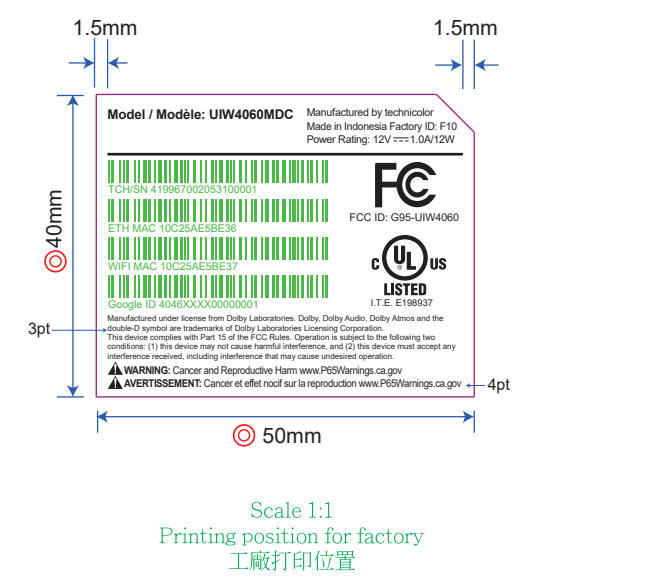 1.5mm
1.5mm
Model / Modèle: UIW4060MDC
Manufactured by technicolor
Made in Indonesia Factory ID: F10
Power Rating: 12V⎓1.0A/12W
TCH/SN 419967002053100001
ETH MAC 10C25AE5BE36
WIFI MAC 10C25AE5BE37
Google ID 4046XXXX00000001
FC
FCC ID: G95-UIW4060
C UL US
®
LISTED
I.T.E. E198937
40mm
3pt
Manufactured under license from Dolby Laboratories. Dolby, Dolby Audio, Dolby Atmos and the
double-D symbol are trademarks of Dolby Laboratories Licensing Corporation.
This device complies with Part 15 of the FCC Rules. Operation is subject to the following two
conditions: (1) this device may not cause harmful interference, and (2) this device must accept any
interference received, including interference that may cause undesired operation.
WARNING: Cancer and Reproductive Harm www.P65Warnings.ca.gov
AVERTISSEMENT: Cancer et effet nocif sur la reproduction www.P65Warnings.ca.gov
4pt
50mm
Scale 1:1
Printing position for factory
工廠打印位置